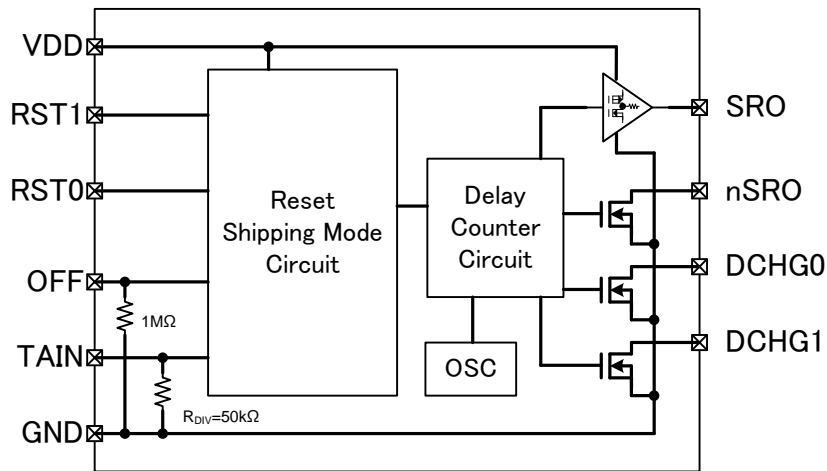 VDD
RST1
RST0
OFF
TAIN
GND
1MΩ
RDIV=50kΩ
Reset
Shipping Mode
Circuit
Delay
Counter
Circuit
OSC
SRO
nSRO
DCHG0
DCHG1